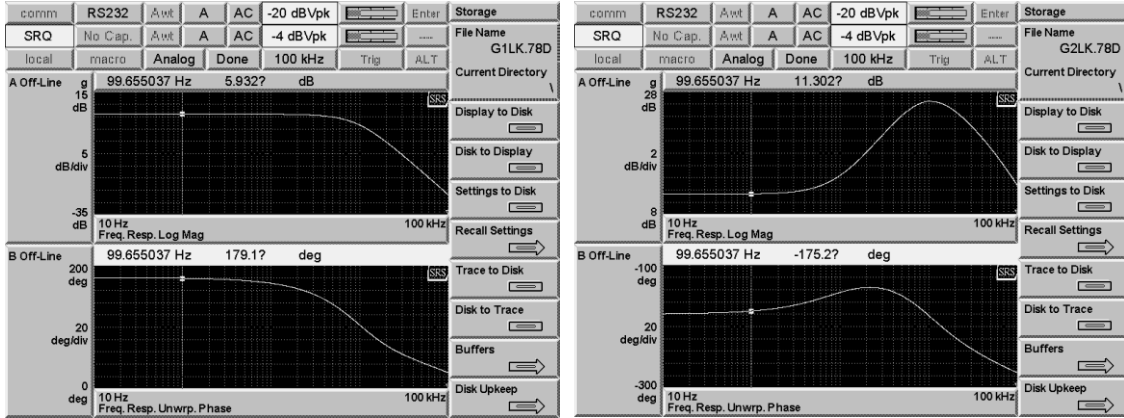 comm RS232 Awt A AC -20 dBVpk Enter Storage
SRQ No Cap. Awt A AC -4 dBVpk ...... File Name
G1LK.78D
local macro Analog Done 100 kHz Trig ALT
Current Directory
\
A Off-Line g 99.655037 Hz 5.932? dB
15
dB
SRS
Display to Disk
5
dB/div
Disk to Display
Settings to Disk
-35
dB
10 Hz 100 kHz
Freq. Resp. Log Mag
Recall Settings
B Off-Line 99.655037 Hz 179.1? deg
200
deg
SRS
Trace to Disk
Disk to Trace
20
deg/div
Buffers
0
deg
10 Hz 100 kHz
Freq. Resp. Unwrp. Phase
Disk Upkeep
comm RS232 Awt A AC -20 dBVpk Enter Storage
SRQ No Cap. Awt A AC -4 dBVpk ...... File Name
G2LK.78D
local macro Analog Done 100 kHz Trig ALT
Current Directory
\
A Off-Line g 99.655037 Hz 11.302? dB
28
dB
SRS
Display to Disk
2
dB/div
Disk to Display
Settings to Disk
8
dB
10 Hz 100 kHz
Freq. Resp. Log Mag
Recall Settings
B Off-Line 99.655037 Hz -175.2? deg
-100
deg
SRS
Trace to Disk
Disk to Trace
20
deg/div
Buffers
-300
deg
10 Hz 100 kHz
Freq. Resp. Unwrp. Phase
Disk Upkeep